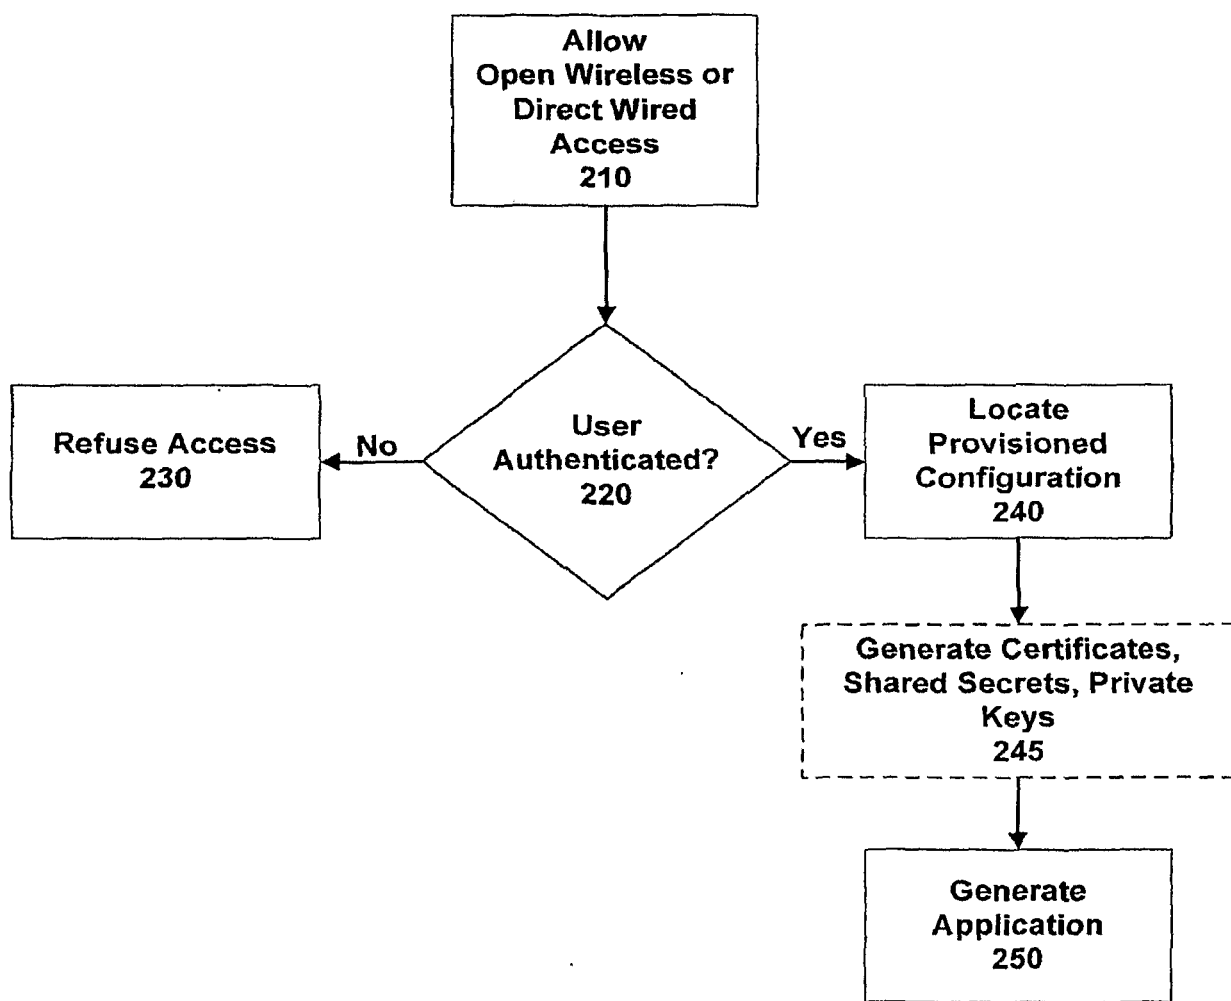 Allow
Open Wireless or
Direct Wired
Access
210
User
Authenticated?
220
No
Refuse Access
230
Yes
Locate
Provisioned
Configuration
240
Generate Certificates,
Shared Secrets, Private
Keys
245
Generate
Application
250